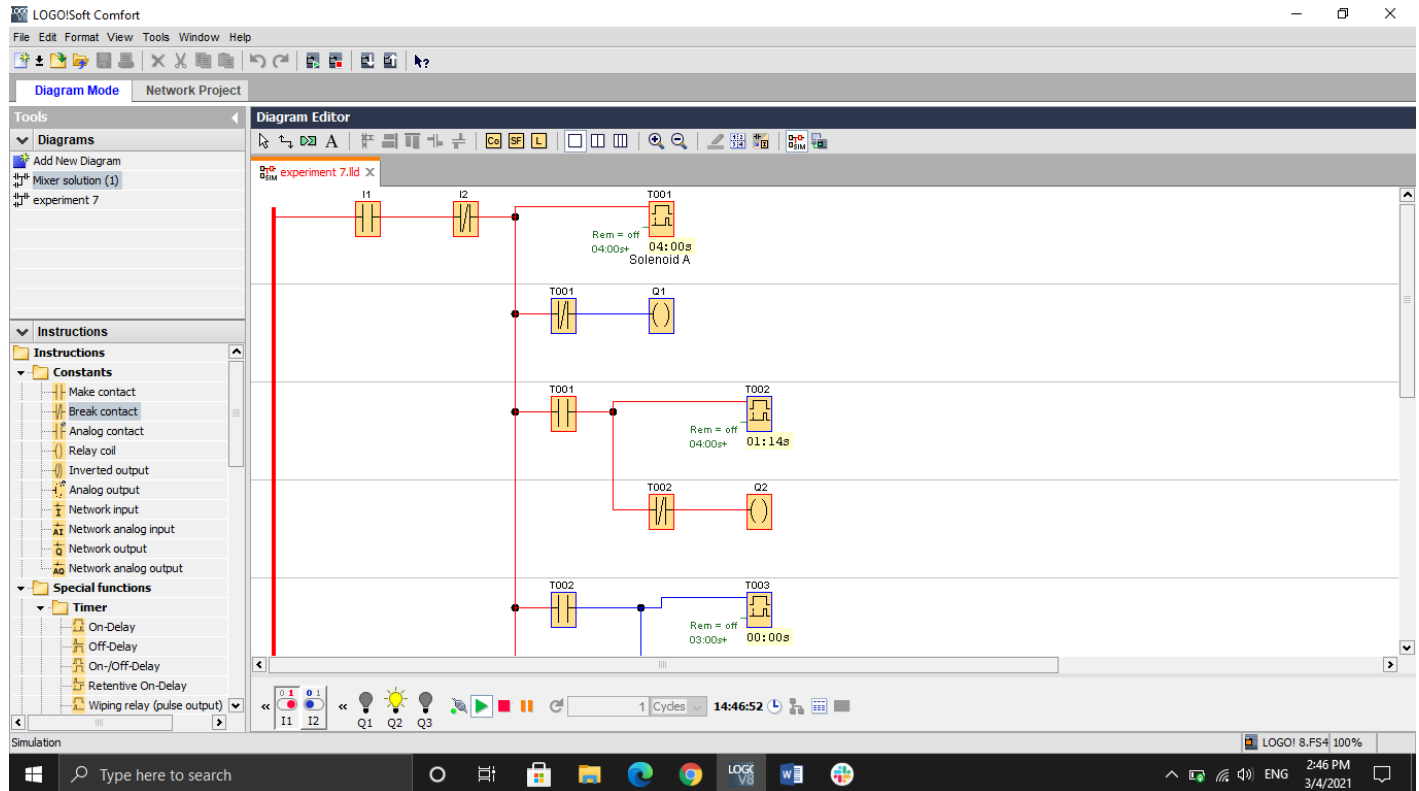 LOGO!Soft Comfort
File Edit Format View Tools Window Help
Diagram Mode Network Project
Tools
Diagrams
Add New Diagram
Mixer solution (1)
experiment 7
Instructions
Instructions
Constants
Make contact
Break contact
Analog contact
Relay coil
Inverted output
Analog output
Network input
Network analog input
Network output
Network analog output
Special functions
Timer
On-Delay
Off-Delay
On-/Off-Delay
Retentive On-Delay
Wiping relay (pulse output)
Diagram Editor
A Co SF L
experiment 7.lld X
I1 I2 T001
Rem = off
04:00s+ 04:00s
Solenoid A
T001 Q1
T001 T002
Rem = off
04:00s+ 01:14s
T002 Q2
T002 T003
Rem = off
03:00s+ 00:00s
« 0 1 0 1 « 1 Cycles 14:46:52
I1 I2 Q1 Q2 Q3
Simulation LOGO! 8.FS4 100%
Type here to search ENG 2:46 PM
3/4/2021